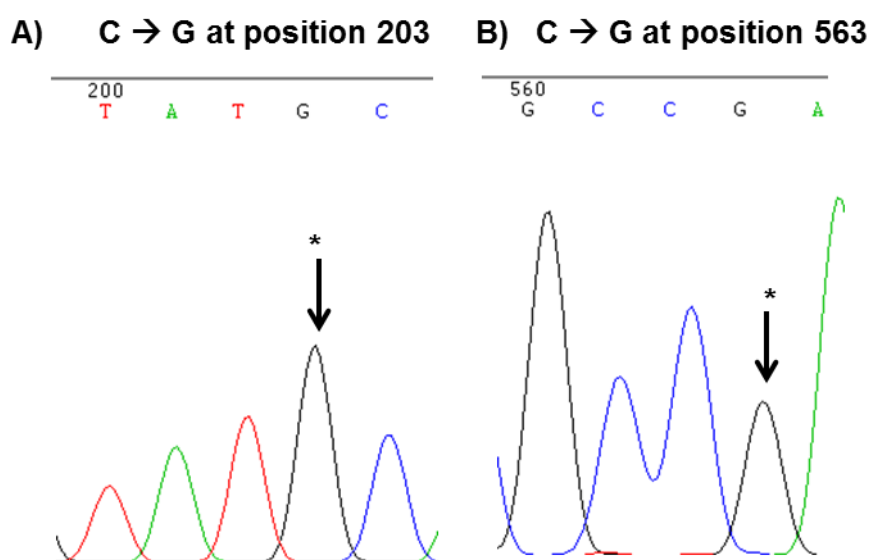 A) C → G at position 203
200
T A T G C
*
B) C → G at position 563
560
G C C G A
*